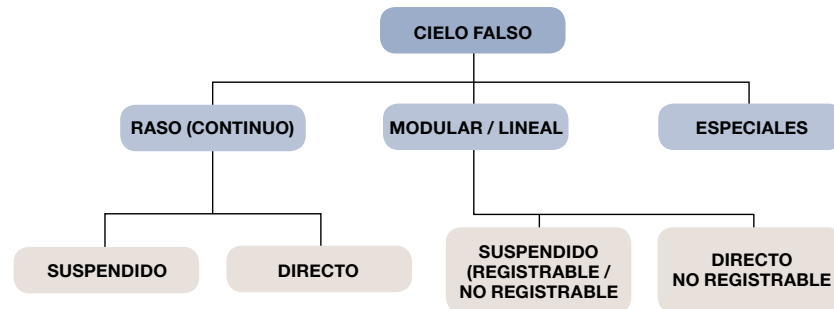 CIELO FALSO
RASO (CONTINUO)
MODULAR / LINEAL
ESPECIALES
SUSPENDIDO
DIRECTO
SUSPENDIDO
(REGISTRABLE /
NO REGISTRABLE
DIRECTO
NO REGISTRABLE